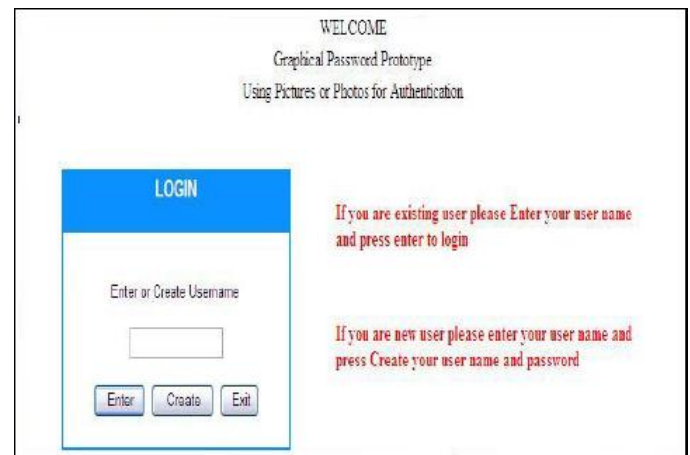 WELCOME
Graphical Password Prototype
Using Pictures or Photos for Authentication
LOGIN
If you are existing user please Enter your user name
and press enter to login
Enter or Create Username
If you are new user please enter your user name and
press Create your user name and password
Enter Create Exit